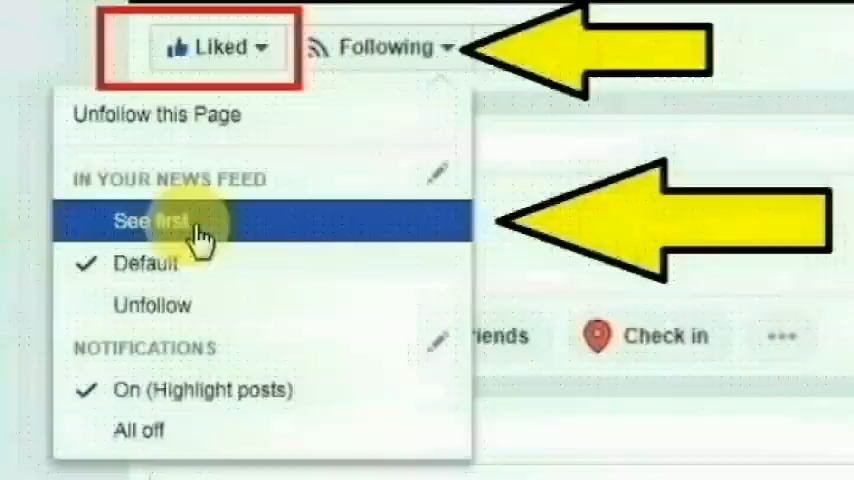 Liked Following
Unfollow this Page
IN YOUR NEWS FEED
See first
Default
Unfollow
iends Check in
NOTIFICATIONS
On (Highlight posts)
All off